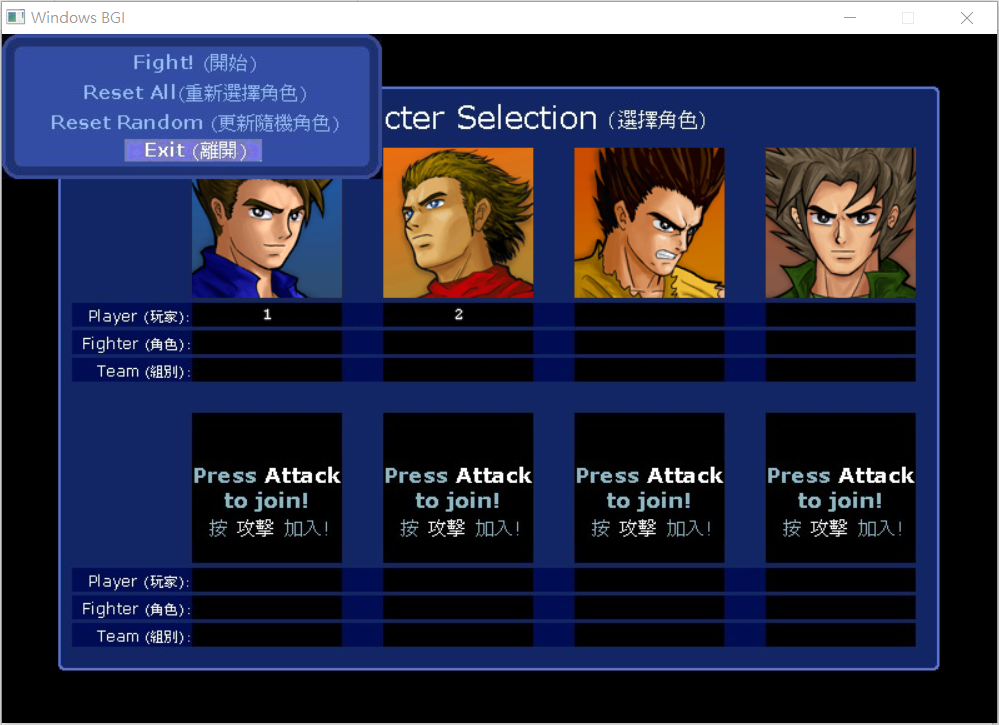 Windows BGI
Fight! (開始)
Reset All(重新選擇角色)
Reset Random (更新隨機角色)
Exit (離開)
cter Selection (選擇角色)
Player (玩家): 1 2
Fighter (角色):
Team (組別):
Press Attack Press Attack Press Attack Press Attack
to join! to join! to join! to join!
按 攻擊 加入! 按 攻擊 加入! 按 攻擊 加入! 按 攻擊 加入!
Player (玩家):
Fighter (角色):
Team (組別):